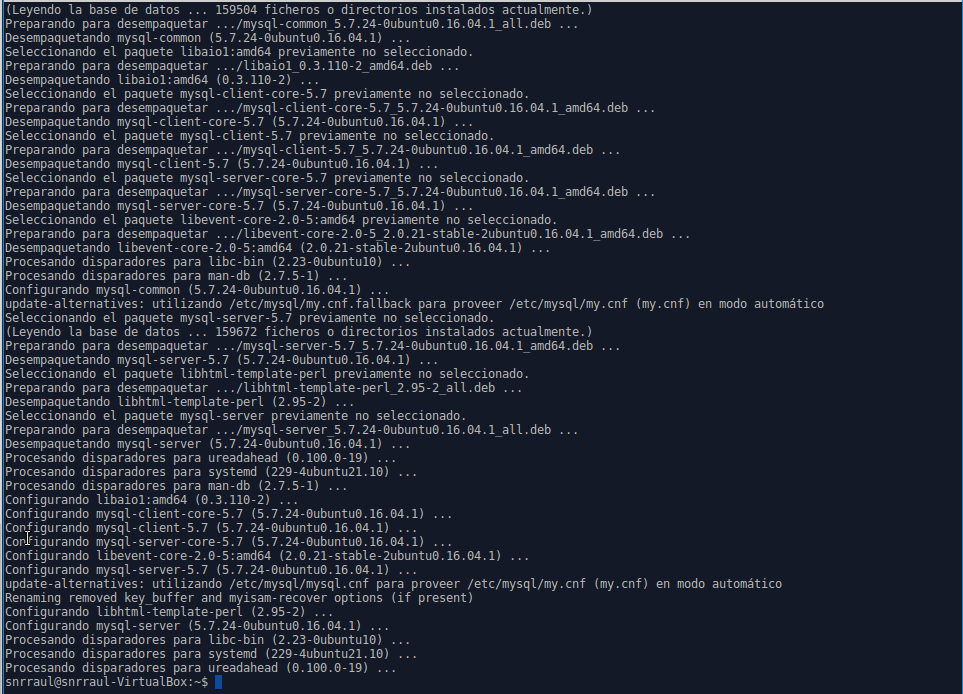 (Leyendo la base de datos ... 159504 ficheros o directorios instalados actualmente.)
Preparando para desempaquetar .../mysql-common_5.7.24-0ubuntu0.16.04.1_all.deb ...
Desempaquetando mysql-common (5.7.24-0ubuntu0.16.04.1) ...
Seleccionando el paquete libaio1:amd64 previamente no seleccionado.
Preparando para desempaquetar .../libaio1_0.3.110-2_amd64.deb ...
Desempaquetando libaio1:amd64 (0.3.110-2) ...
Seleccionando el paquete mysql-client-core-5.7 previamente no seleccionado.
Preparando para desempaquetar .../mysql-client-core-5.7_5.7.24-0ubuntu0.16.04.1_amd64.deb ...
Desempaquetando mysql-client-core-5.7 (5.7.24-0ubuntu0.16.04.1) ...
Seleccionando el paquete mysql-client-5.7 previamente no seleccionado.
Preparando para desempaquetar .../mysql-client-5.7_5.7.24-0ubuntu0.16.04.1_amd64.deb ...
Desempaquetando mysql-client-5.7 (5.7.24-0ubuntu0.16.04.1) ...
Seleccionando el paquete mysql-server-core-5.7 previamente no seleccionado.
Preparando para desempaquetar .../mysql-server-core-5.7_5.7.24-0ubuntu0.16.04.1_amd64.deb ...
Desempaquetando mysql-server-core-5.7 (5.7.24-0ubuntu0.16.04.1) ...
Seleccionando el paquete libevent-core-2.0-5:amd64 previamente no seleccionado.
Preparando para desempaquetar .../libevent-core-2.0-5_2.0.21-stable-2ubuntu0.16.04.1_amd64.deb ...
Desempaquetando libevent-core-2.0-5:amd64 (2.0.21-stable-2ubuntu0.16.04.1) ...
Procesando disparadores para libc-bin (2.23-0ubuntu10) ...
Procesando disparadores para man-db (2.7.5-1) ...
Configurando mysql-common (5.7.24-0ubuntu0.16.04.1) ...
update-alternatives: utilizando /etc/mysql/my.cnf.fallback para proveer /etc/mysql/my.cnf (my.cnf) en modo automático
Seleccionando el paquete mysql-server-5.7 previamente no seleccionado.
(Leyendo la base de datos ... 159672 ficheros o directorios instalados actualmente.)
Preparando para desempaquetar .../mysql-server-5.7_5.7.24-0ubuntu0.16.04.1_amd64.deb ...
Desempaquetando mysql-server-5.7 (5.7.24-0ubuntu0.16.04.1) ...
Seleccionando el paquete libhtml-template-perl previamente no seleccionado.
Preparando para desempaquetar .../libhtml-template-perl_2.95-2_all.deb ...
Desempaquetando libhtml-template-perl (2.95-2) ...
Seleccionando el paquete mysql-server previamente no seleccionado.
Preparando para desempaquetar .../mysql-server_5.7.24-0ubuntu0.16.04.1_all.deb ...
Desempaquetando mysql-server (5.7.24-0ubuntu0.16.04.1) ...
Procesando disparadores para ureadahead (0.100.0-19) ...
Procesando disparadores para systemd (229-4ubuntu21.10) ...
Procesando disparadores para man-db (2.7.5-1) ...
Configurando libaio1:amd64 (0.3.110-2) ...
Configurando mysql-client-core-5.7 (5.7.24-0ubuntu0.16.04.1) ...
Configurando mysql-client-5.7 (5.7.24-0ubuntu0.16.04.1) ...
Configurando mysql-server-core-5.7 (5.7.24-0ubuntu0.16.04.1) ...
Configurando libevent-core-2.0-5:amd64 (2.0.21-stable-2ubuntu0.16.04.1) ...
Configurando mysql-server-5.7 (5.7.24-0ubuntu0.16.04.1) ...
update-alternatives: utilizando /etc/mysql/mysql.cnf para proveer /etc/mysql/my.cnf (my.cnf) en modo automático
Renaming removed key_buffer and myisam-recover options (if present)
Configurando libhtml-template-perl (2.95-2) ...
Configurando mysql-server (5.7.24-0ubuntu0.16.04.1) ...
Procesando disparadores para libc-bin (2.23-0ubuntu10) ...
Procesando disparadores para systemd (229-4ubuntu21.10) ...
Procesando disparadores para ureadahead (0.100.0-19) ...
snrraul@snrraul-VirtualBox:~$